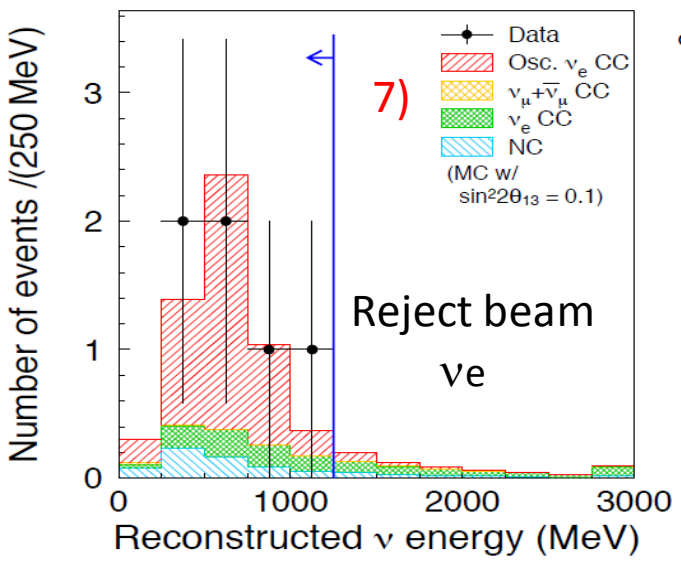 Number of events /(250 MeV)
3
2
1
0
0
1000
2000
3000
Reconstructed ν energy (MeV)
Data
Osc. νe CC
νμ+ν̅μ CC
νe CC
NC
(MC w/
sin²2θ13 = 0.1)
7)
Reject beam
νe